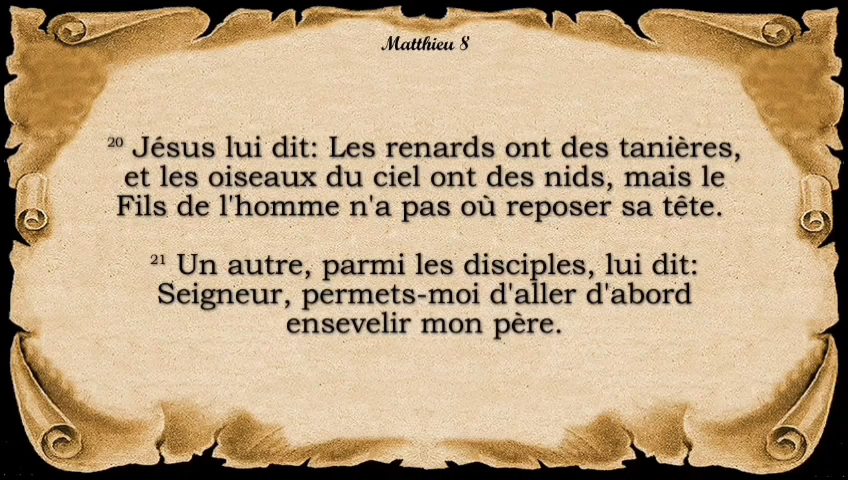 Matthieu 8
20 Jésus lui dit: Les renards ont des tanières,
et les oiseaux du ciel ont des nids, mais le
Fils de l'homme n'a pas où reposer sa tête.
21 Un autre, parmi les disciples, lui dit:
Seigneur, permets-moi d'aller d'abord
ensevelir mon père.